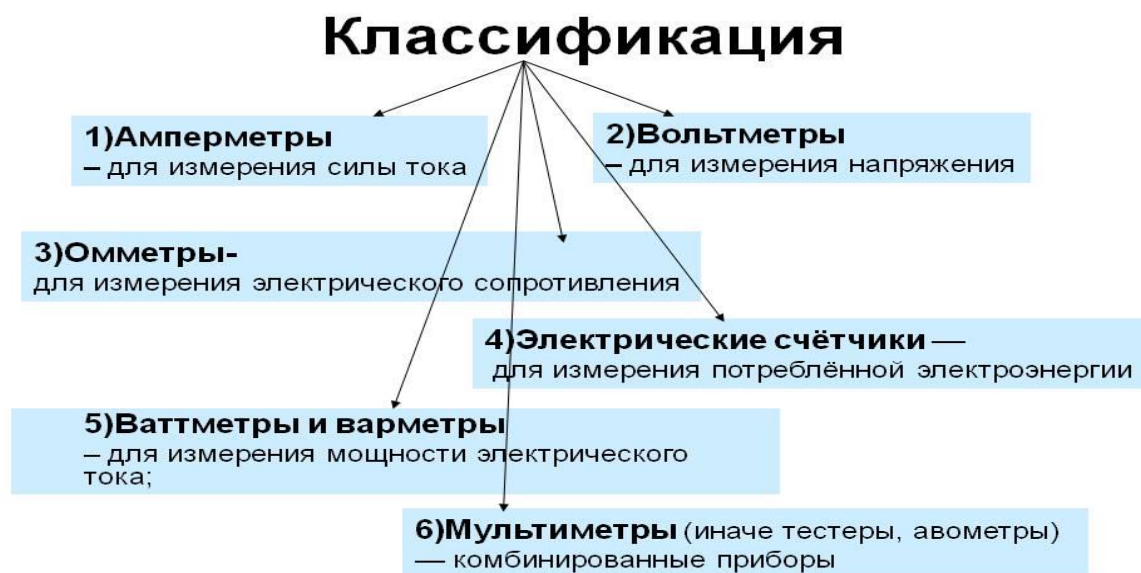 Классификация
1)Амперметры
– для измерения силы тока
2)Вольтметры
– для измерения напряжения
3)Омметры-
для измерения электрического сопротивления
4)Электрические счётчики —
для измерения потреблённой электроэнергии
5)Ваттметры и варметры
– для измерения мощности электрического
тока;
6)Мультиметры (иначе тестеры, авометры)
— комбинированные приборы